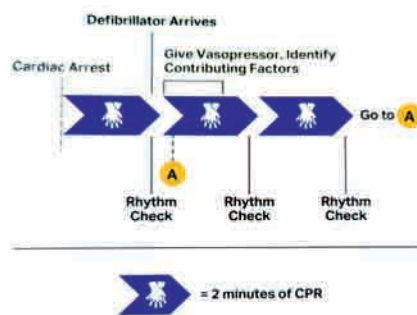 Defibrillator Arrives
Give Vasopressor, Identify
Contributing Factors
Cardiac Arrest
Go to A
A
Rhythm
Check
Rhythm
Check
Rhythm
Check
= 2 minutes of CPR